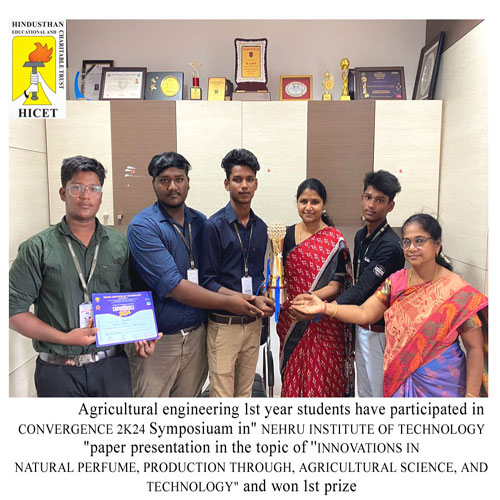 HINDUSTHAN
EDUCATIONAL AND
CHARITABLE TRUST
HICET
Agricultural engineering 1st year students have participated in
CONVERGENCE 2K24 Symposiuam in" NEHRU INSTITUTE OF TECHNOLOGY
"paper presentation in the topic of "INNOVATIONS IN
NATURAL PERFUME, PRODUCTION THROUGH, AGRICULTURAL SCIENCE, AND
TECHNOLOGY" and won 1st prize